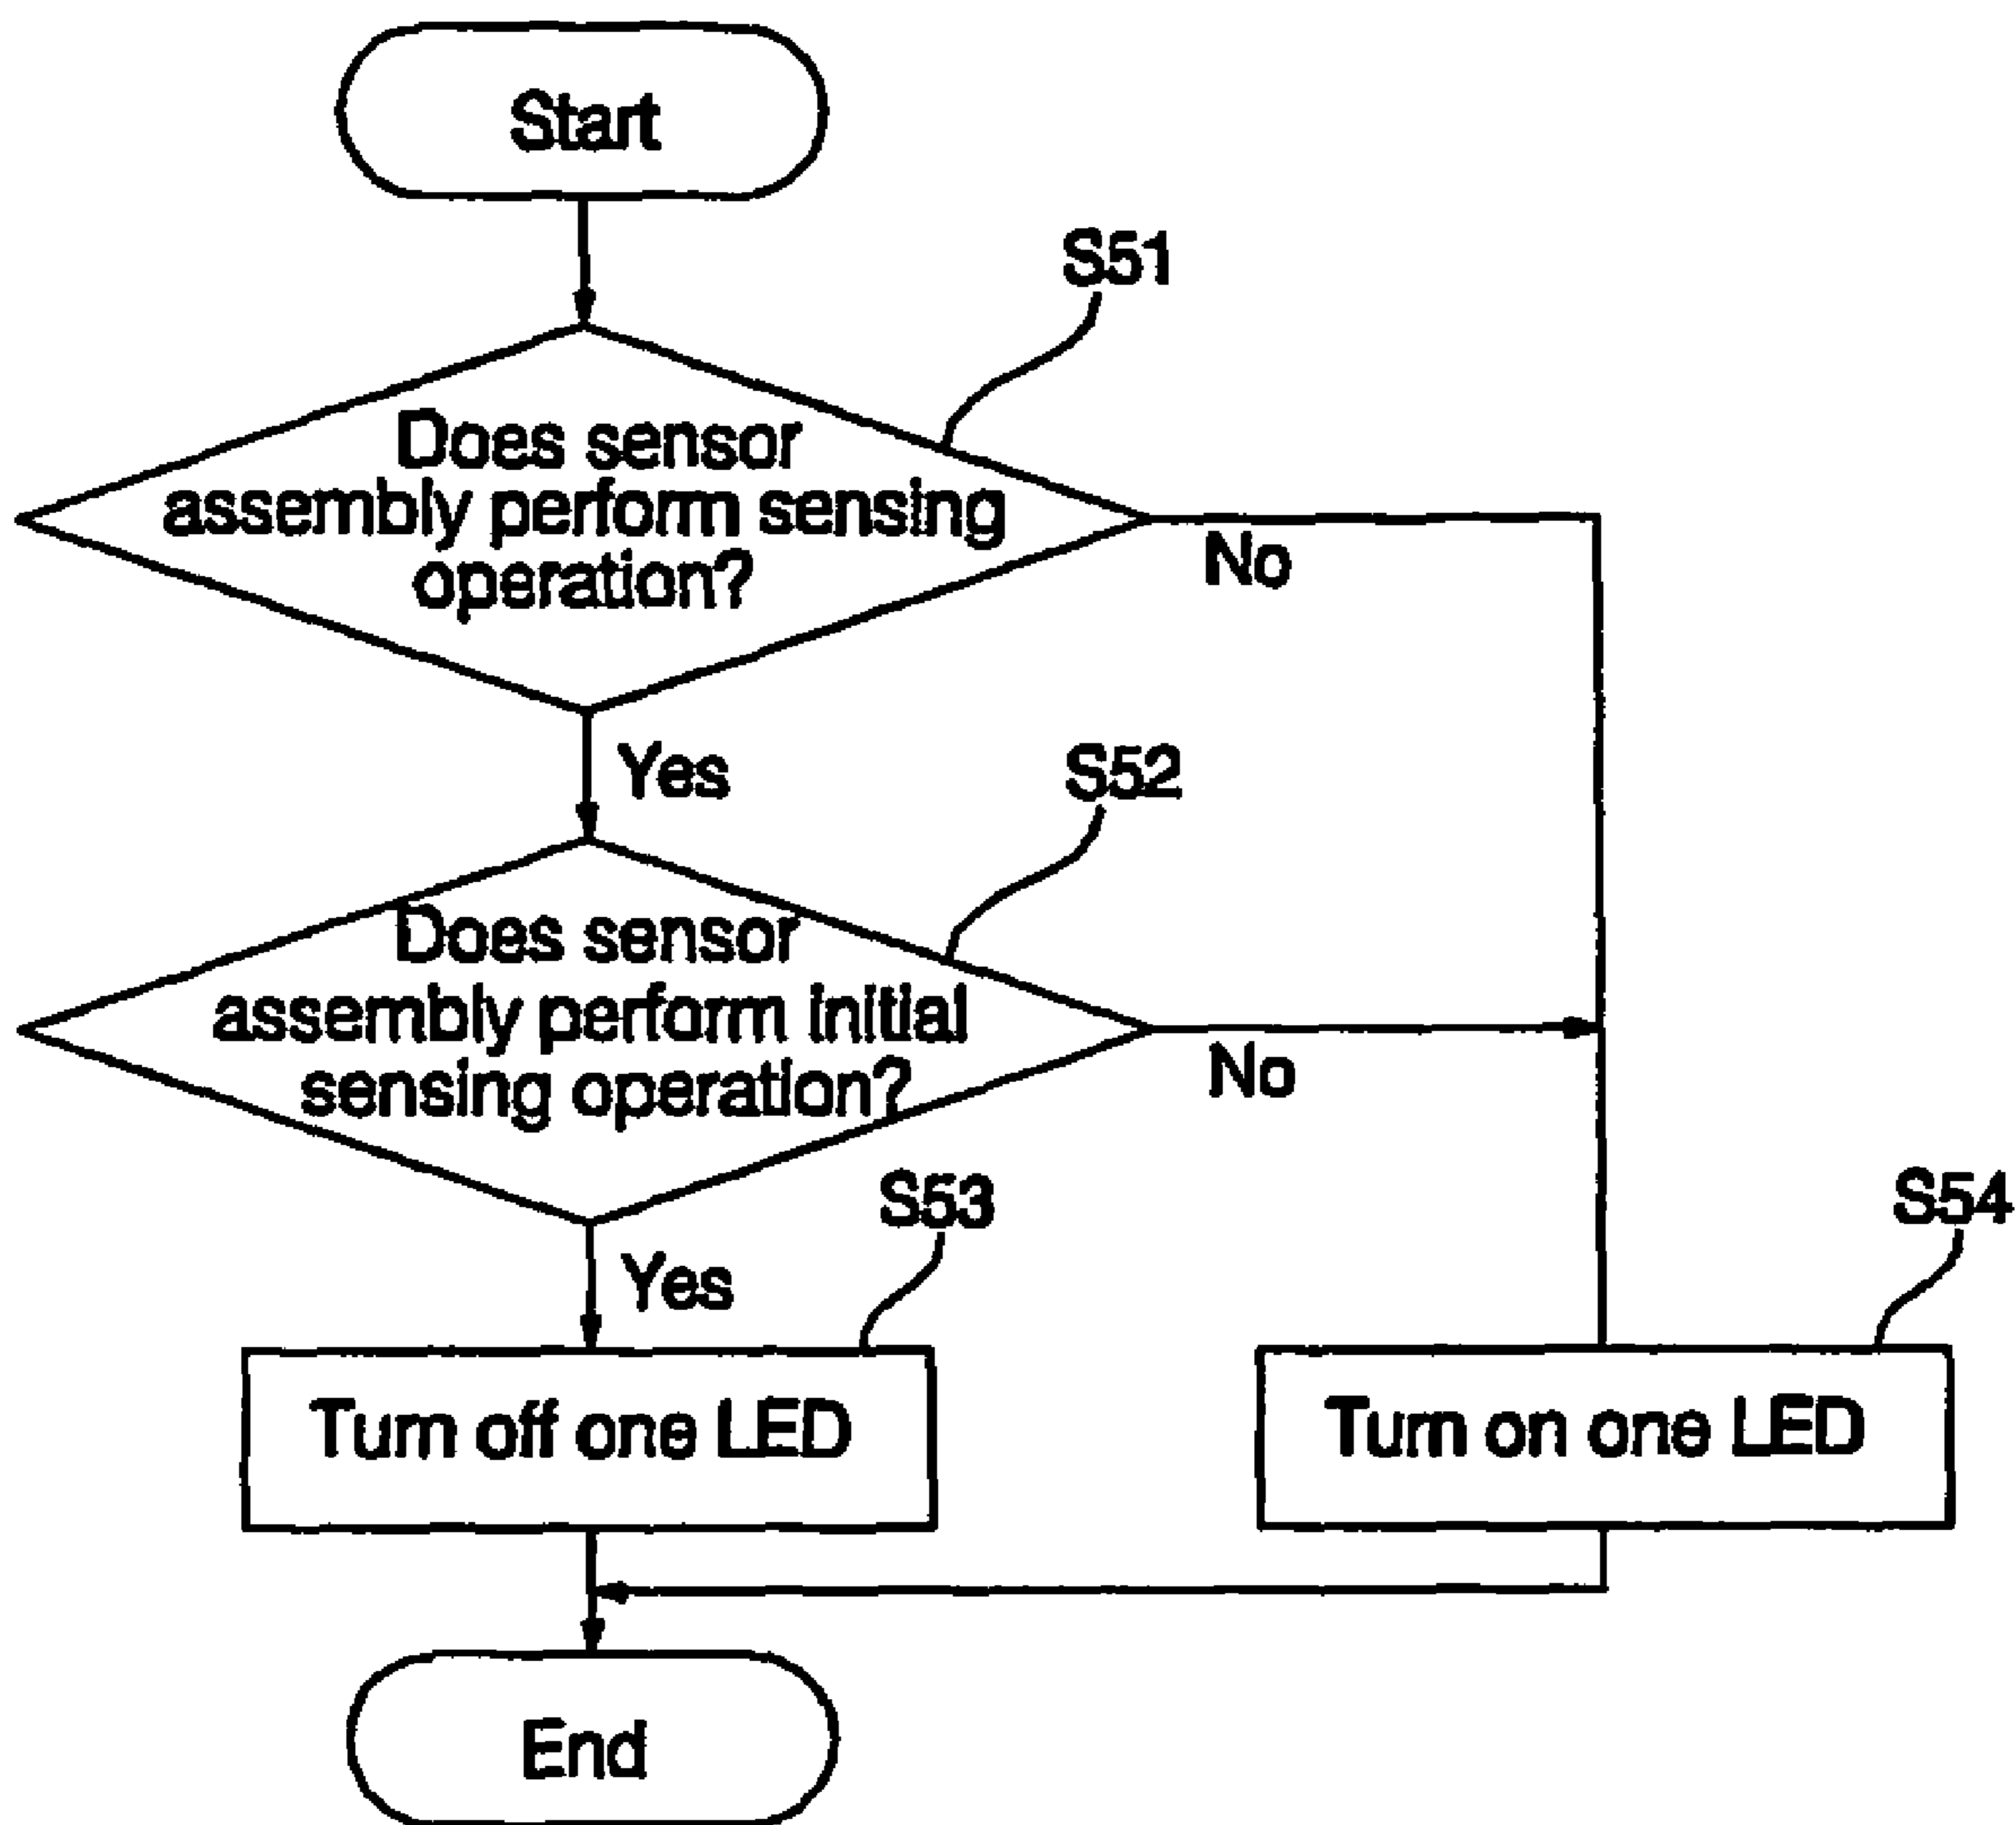 Start
S51
Does sensor
assembly perform sensing
operation?
No
Yes
S52
Does sensor
assembly perform initial
sensing operation?
No
Yes
S53
S54
Turn off one LED
Turn on one LED
End